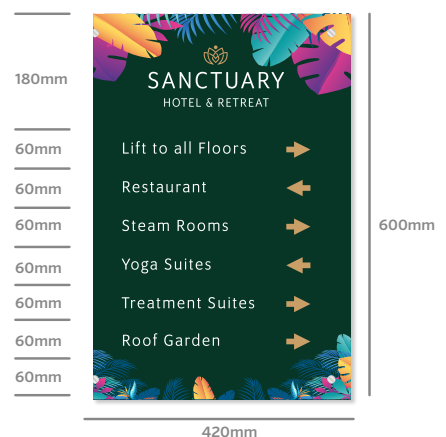 180mm
SANCTUARY
HOTEL & RETREAT
60mm
Lift to all Floors
60mm
Restaurant
60mm
Steam Rooms
600mm
60mm
Yoga Suites
60mm
Treatment Suites
60mm
Roof Garden
60mm
420mm